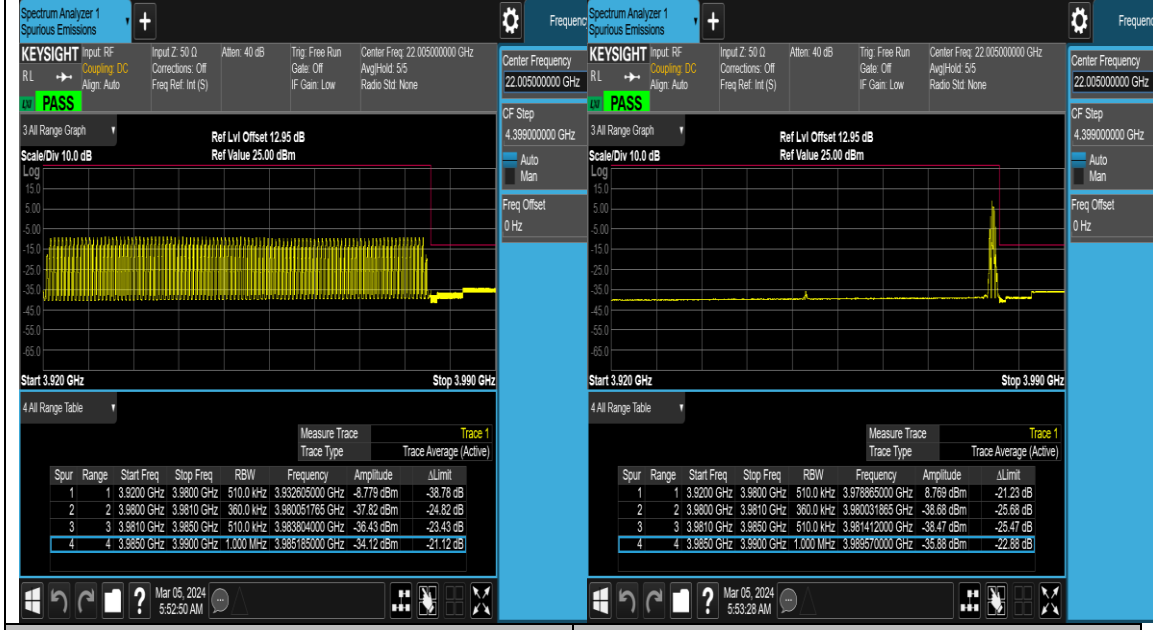 Spectrum Analyzer 1
Spurious Emissions
+
Frequenc
KEYSIGHT Input: RF Input Z: 50 Ω Atten: 40 dB Trig: Free Run Center Freq: 22.005000000 GHz
RL Coupling: DC Corrections: Off Gate: Off Avg|Hold: 5/5
Align: Auto Freq Ref: Int (S) IF Gain: Low Radio Std: None
PASS
Center Frequency
22.005000000 GHz
CF Step
4.399000000 GHz
Auto
Man
Freq Offset
0 Hz
3 All Range Graph
Ref Lvl Offset 12.95 dB
Scale/Div 10.0 dB Ref Value 25.00 dBm
Log
15.0
5.00
-5.00
-15.0
-25.0
-35.0
-45.0
-55.0
-65.0
Start 3.920 GHz Stop 3.990 GHz
4 All Range Table
Measure Trace Trace 1
Trace Type Trace Average (Active)
Spur Range Start Freq Stop Freq RBW Frequency Amplitude ΔLimit
1 1 3.9200 GHz 3.9800 GHz 510.0 kHz 3.932605000 GHz -8.779 dBm -38.78 dB
2 2 3.9800 GHz 3.9810 GHz 360.0 kHz 3.980051765 GHz -37.82 dBm -24.82 dB
3 3 3.9810 GHz 3.9850 GHz 510.0 kHz 3.983804000 GHz -36.43 dBm -23.43 dB
4 4 3.9850 GHz 3.9900 GHz 1.000 MHz 3.985185000 GHz -34.12 dBm -21.12 dB
? Mar 05, 2024
5:52:50 AM
Spectrum Analyzer 1
Spurious Emissions
+
Frequenc
KEYSIGHT Input: RF Input Z: 50 Ω Atten: 40 dB Trig: Free Run Center Freq: 22.005000000 GHz
RL Coupling: DC Corrections: Off Gate: Off Avg|Hold: 5/5
Align: Auto Freq Ref: Int (S) IF Gain: Low Radio Std: None
PASS
Center Frequency
22.005000000 GHz
CF Step
4.399000000 GHz
Auto
Man
Freq Offset
0 Hz
3 All Range Graph
Ref Lvl Offset 12.95 dB
Scale/Div 10.0 dB Ref Value 25.00 dBm
Log
15.0
5.00
-5.00
-15.0
-25.0
-35.0
-45.0
-55.0
-65.0
Start 3.920 GHz Stop 3.990 GHz
4 All Range Table
Measure Trace Trace 1
Trace Type Trace Average (Active)
Spur Range Start Freq Stop Freq RBW Frequency Amplitude ΔLimit
1 1 3.9200 GHz 3.9800 GHz 510.0 kHz 3.978865000 GHz 8.769 dBm -21.23 dB
2 2 3.9800 GHz 3.9810 GHz 360.0 kHz 3.980031865 GHz -38.68 dBm -25.68 dB
3 3 3.9810 GHz 3.9850 GHz 510.0 kHz 3.981412000 GHz -38.47 dBm -25.47 dB
4 4 3.9850 GHz 3.9900 GHz 1.000 MHz 3.989570000 GHz -35.88 dBm -22.88 dB
? Mar 05, 2024
5:53:28 AM